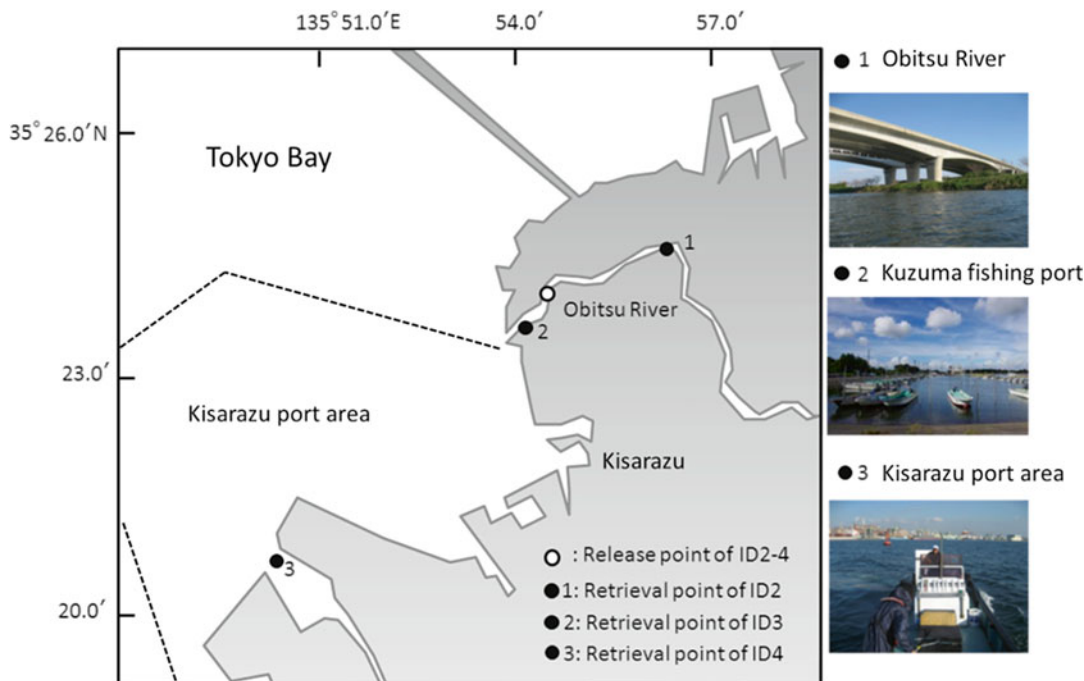 135° 51.0′ E 54.0′ 57.0′
35° 26.0′ N
23.0′
20.0′
Tokyo Bay
1
Obitsu River
2
Kisarazu port area
Kisarazu
3
: Release point of ID2-4
1: Retrieval point of ID2
2: Retrieval point of ID3
3: Retrieval point of ID4
1 Obitsu River
2 Kuzuma fishing port
3 Kisarazu port area